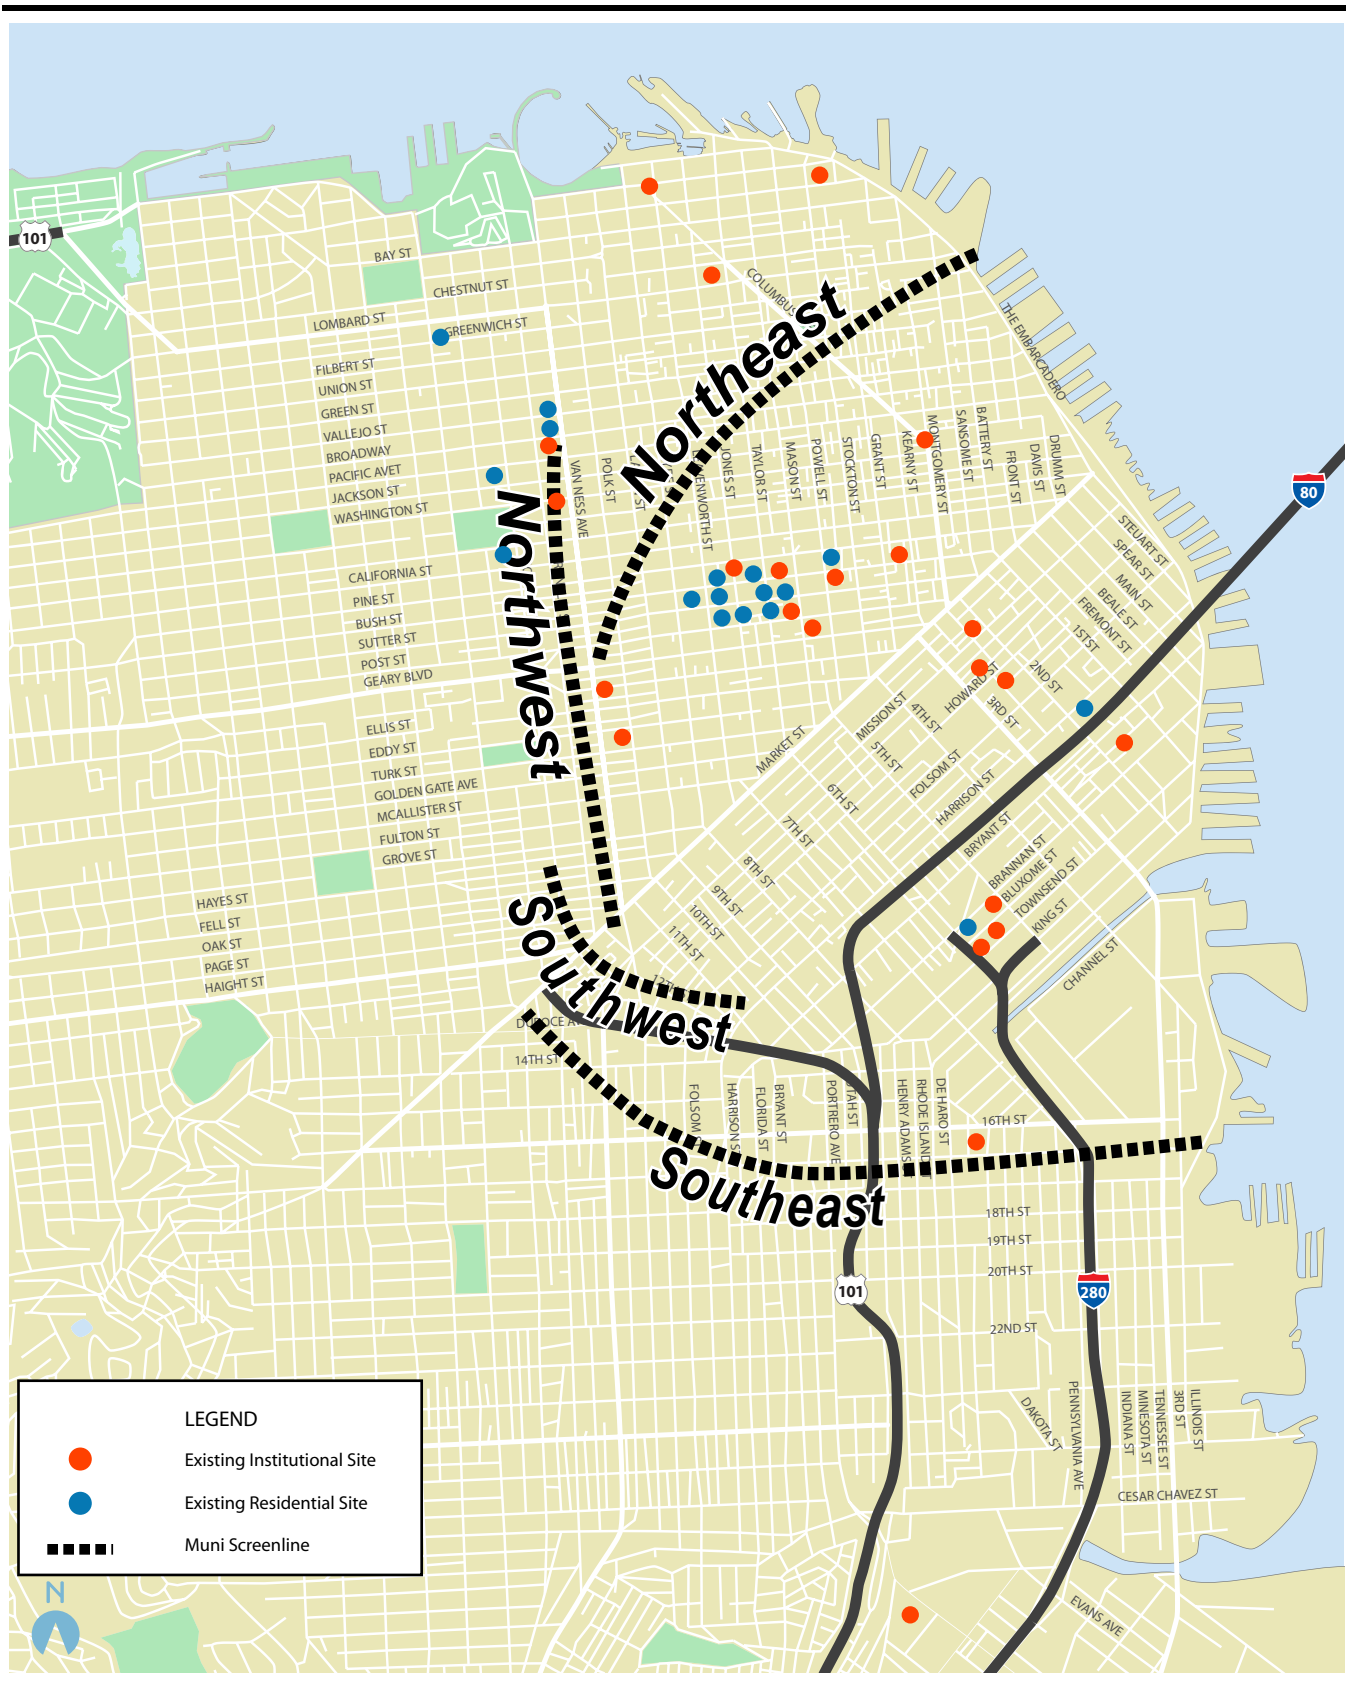 101
BAY ST
CHESTNUT ST
COLUMBUS
THE EMBARCADERO
LOMBARD ST
GREENWICH ST
FILBERT ST
UNION ST
GREEN ST
VALLEJO ST
BROADWAY
PACIFIC AVET
JACKSON ST
WASHINGTON ST
CALIFORNIA ST
PINE ST
BUSH ST
SUTTER ST
POST ST
GEARY BLVD
ELLIS ST
EDDY ST
TURK ST
GOLDEN GATE AVE
MCALLISTER ST
FULTON ST
GROVE ST
HAYES ST
FELL ST
OAK ST
PAGE ST
HAIGHT ST
Northeast
Northwest
Southwest
Southeast
VAN NESS AVE
POLK ST
JONES ST
TAYLOR ST
MASON ST
POWELL ST
STOCKTON ST
GRANT ST
KEARNY ST
MONTGOMERY ST
SANSOME ST
BATTERY ST
FRONT ST
DAVIS ST
DRUMM ST
80
STEUART ST
SPEAR ST
MAIN ST
BEALE ST
FREMONT ST
1STST
2ND ST
3RD ST
HOWARD ST
4TH ST
MISSION ST
5TH ST
MARKET ST
FOLSOM ST
6TH ST
HARRISON ST
7TH ST
BRYANT ST
8TH ST
BRANNAN ST
BLUXOME ST
TOWNSEND ST
KING ST
9TH ST
10TH ST
11TH ST
CHANNEL ST
14TH ST
FOLSOM
HARRISON ST
FLORIDA ST
BRYANT ST
PORTRERO AVE
UTAH ST
HENRY ADAMS
RHODE ISLAND
DE HARO ST
16TH ST
18TH ST
19TH ST
20TH ST
22ND ST
101
280
DAKOTA ST
PENNSYLVANIA AVE
INDIANA ST
MINESOTA ST
TENNESSEE ST
3RD ST
ILLINOIS ST
CESAR CHAVEZ ST
EVANS AVE
LEGEND
Existing Institutional Site
Existing Residential Site
Muni Screenline
N